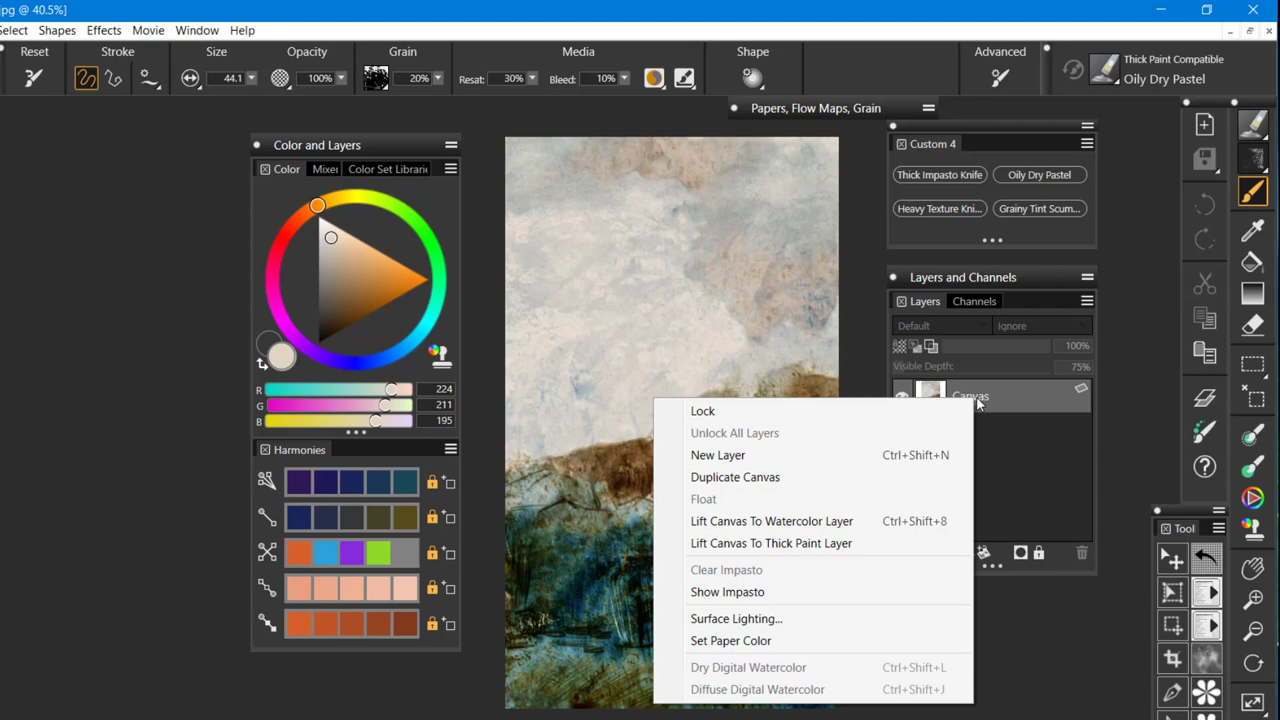 jpg @ 40.5%]
Select Shapes Effects Movie Window Help
Reset Stroke Size Opacity Grain Media Shape Advanced
44.1 100% 20% Resat: 30% Bleed: 10%
Thick Paint Compatible
Oily Dry Pastel
Papers, Flow Maps, Grain
Color and Layers
Color Mixer Color Set Librari
R 224
G 211
B 195
Harmonies
Custom 4
Thick Impasto Knife Oily Dry Pastel
Heavy Texture Kni... Grainy Tint Scum...
Layers and Channels
Layers Channels
Default Ignore
100%
Visible Depth: 75%
Canvas
Lock
Unlock All Layers
New Layer Ctrl+Shift+N
Duplicate Canvas
Float
Lift Canvas To Watercolor Layer Ctrl+Shift+8
Lift Canvas To Thick Paint Layer
Clear Impasto
Show Impasto
Surface Lighting...
Set Paper Color
Dry Digital Watercolor Ctrl+Shift+L
Diffuse Digital Watercolor Ctrl+Shift+J
Tool